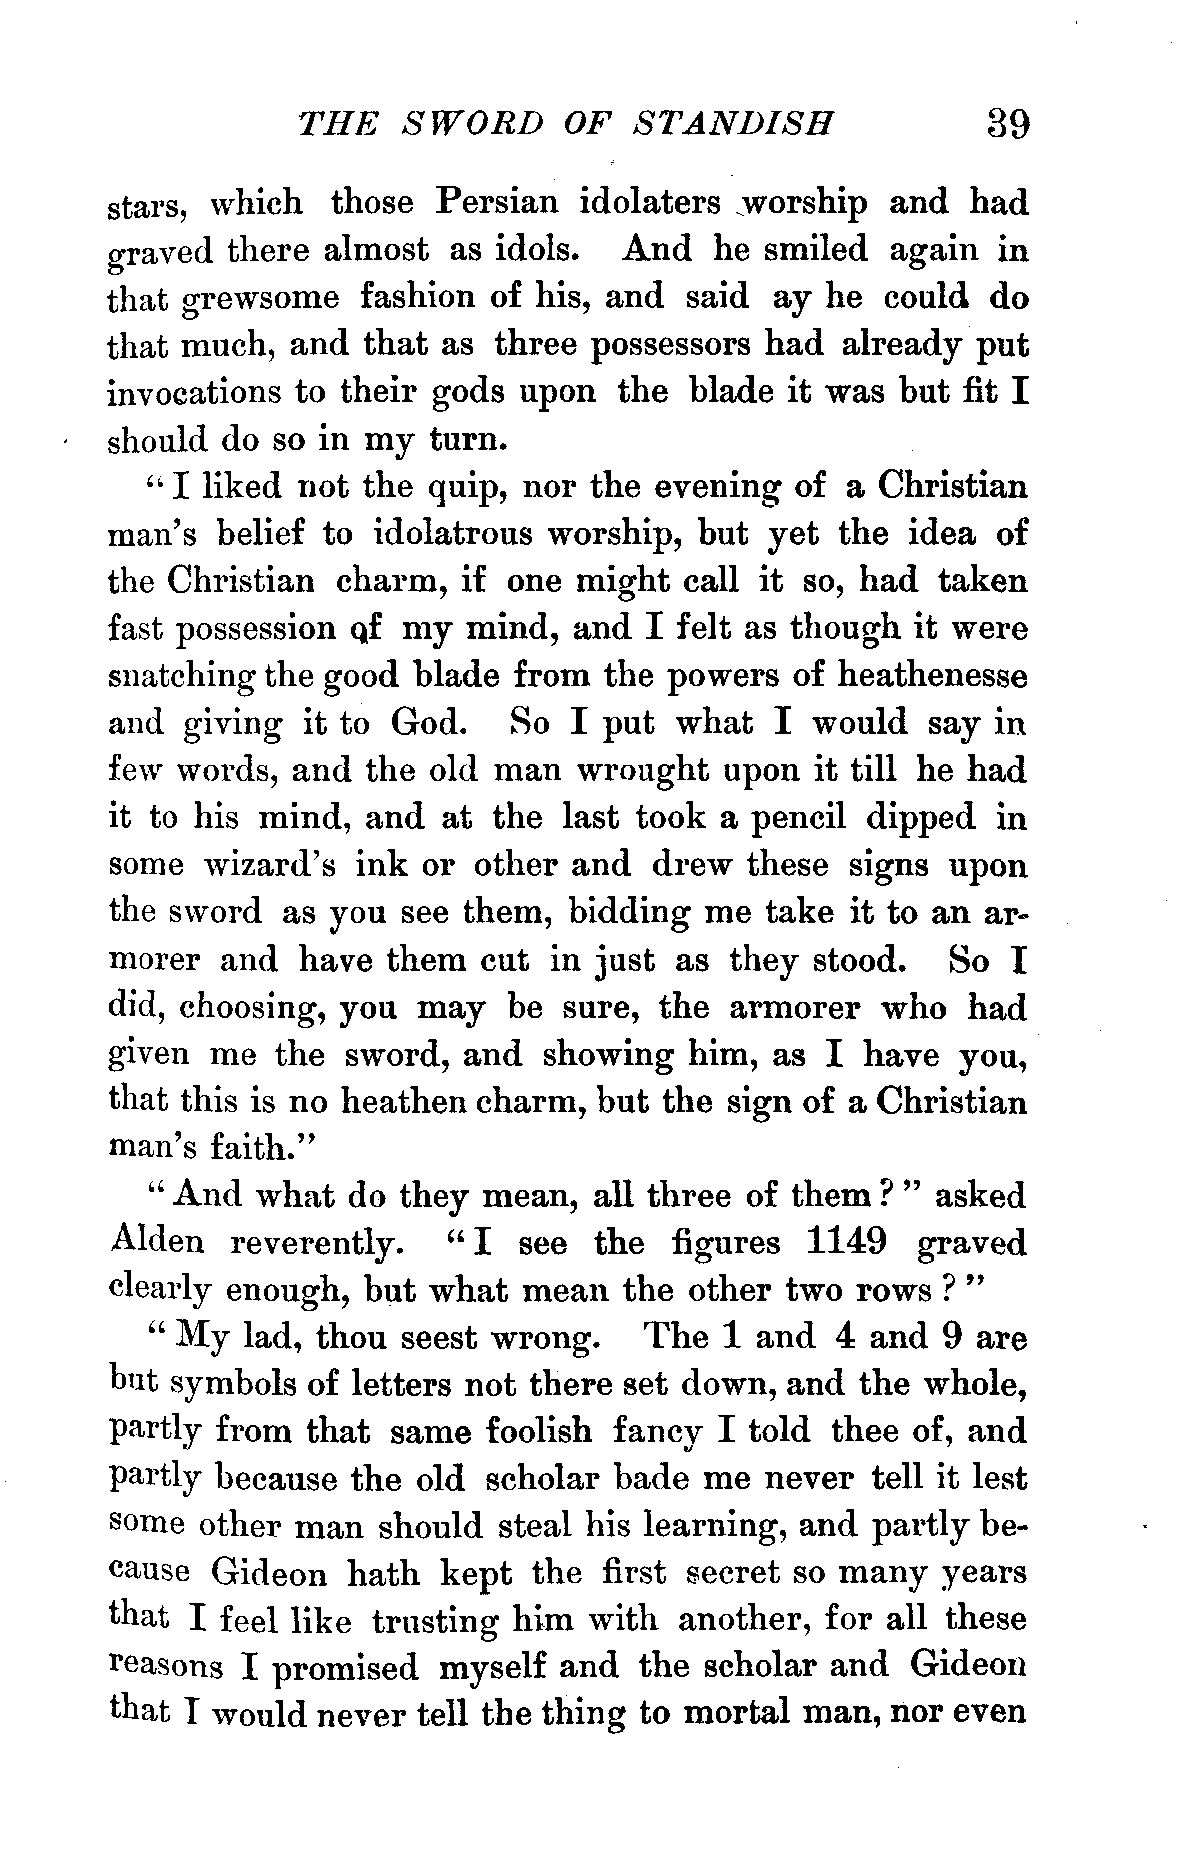 THE SWORD OF STANDISH 39
stars, which those Persian idolaters worship and had
graved there almost as idols. And he smiled again in
that grewsome fashion of his, and said ay he could do
that much, and that as three possessors had already put
invocations to their gods upon the blade it was but fit I
should do so in my turn.
“I liked not the quip, nor the evening of a Christian
man's belief to idolatrous worship, but yet the idea of
the Christian charm, if one might call it so, had taken
fast possession of my mind, and I felt as though it were
snatching the good blade from the powers of heathenesse
and giving it to God. So I put what I would say in
few words, and the old man wrought upon it till he had
it to his mind, and at the last took a pencil dipped in
some wizard's ink or other and drew these signs upon
the sword as you see them, bidding me take it to an ar-
morer and have them cut in just as they stood. So I
did, choosing, you may be sure, the armorer who had
given me the sword, and showing him, as I have you,
that this is no heathen charm, but the sign of a Christian
man's faith.”
“And what do they mean, all three of them?” asked
Alden reverently. “I see the figures 1149 graved
clearly enough, but what mean the other two rows?”
“My lad, thou seest wrong. The 1 and 4 and 9 are
but symbols of letters not there set down, and the whole,
partly from that same foolish fancy I told thee of, and
partly because the old scholar bade me never tell it lest
some other man should steal his learning, and partly be-
cause Gideon hath kept the first secret so many years
that I feel like trusting him with another, for all these
reasons I promised myself and the scholar and Gideon
that I would never tell the thing to mortal man, nor even